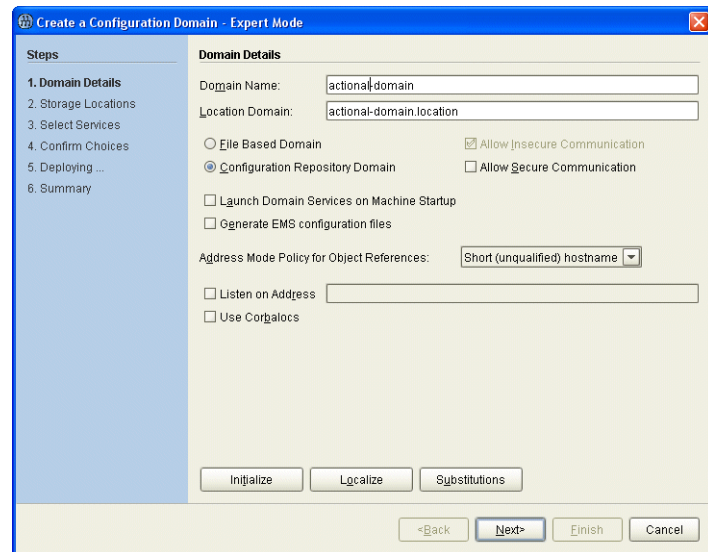 Create a Configuration Domain - Expert Mode
Steps
1. Domain Details
2. Storage Locations
3. Select Services
4. Confirm Choices
5. Deploying ...
6. Summary
Domain Details
Domain Name: actional-domain
Location Domain: actional-domain.location
File Based Domain Allow Insecure Communication
Configuration Repository Domain Allow Secure Communication
Launch Domain Services on Machine Startup
Generate EMS configuration files
Address Mode Policy for Object References: Short (unqualified) hostname
Listen on Address
Use Corbalocs
Initialize Localize Substitutions
<Back Next> Finish Cancel